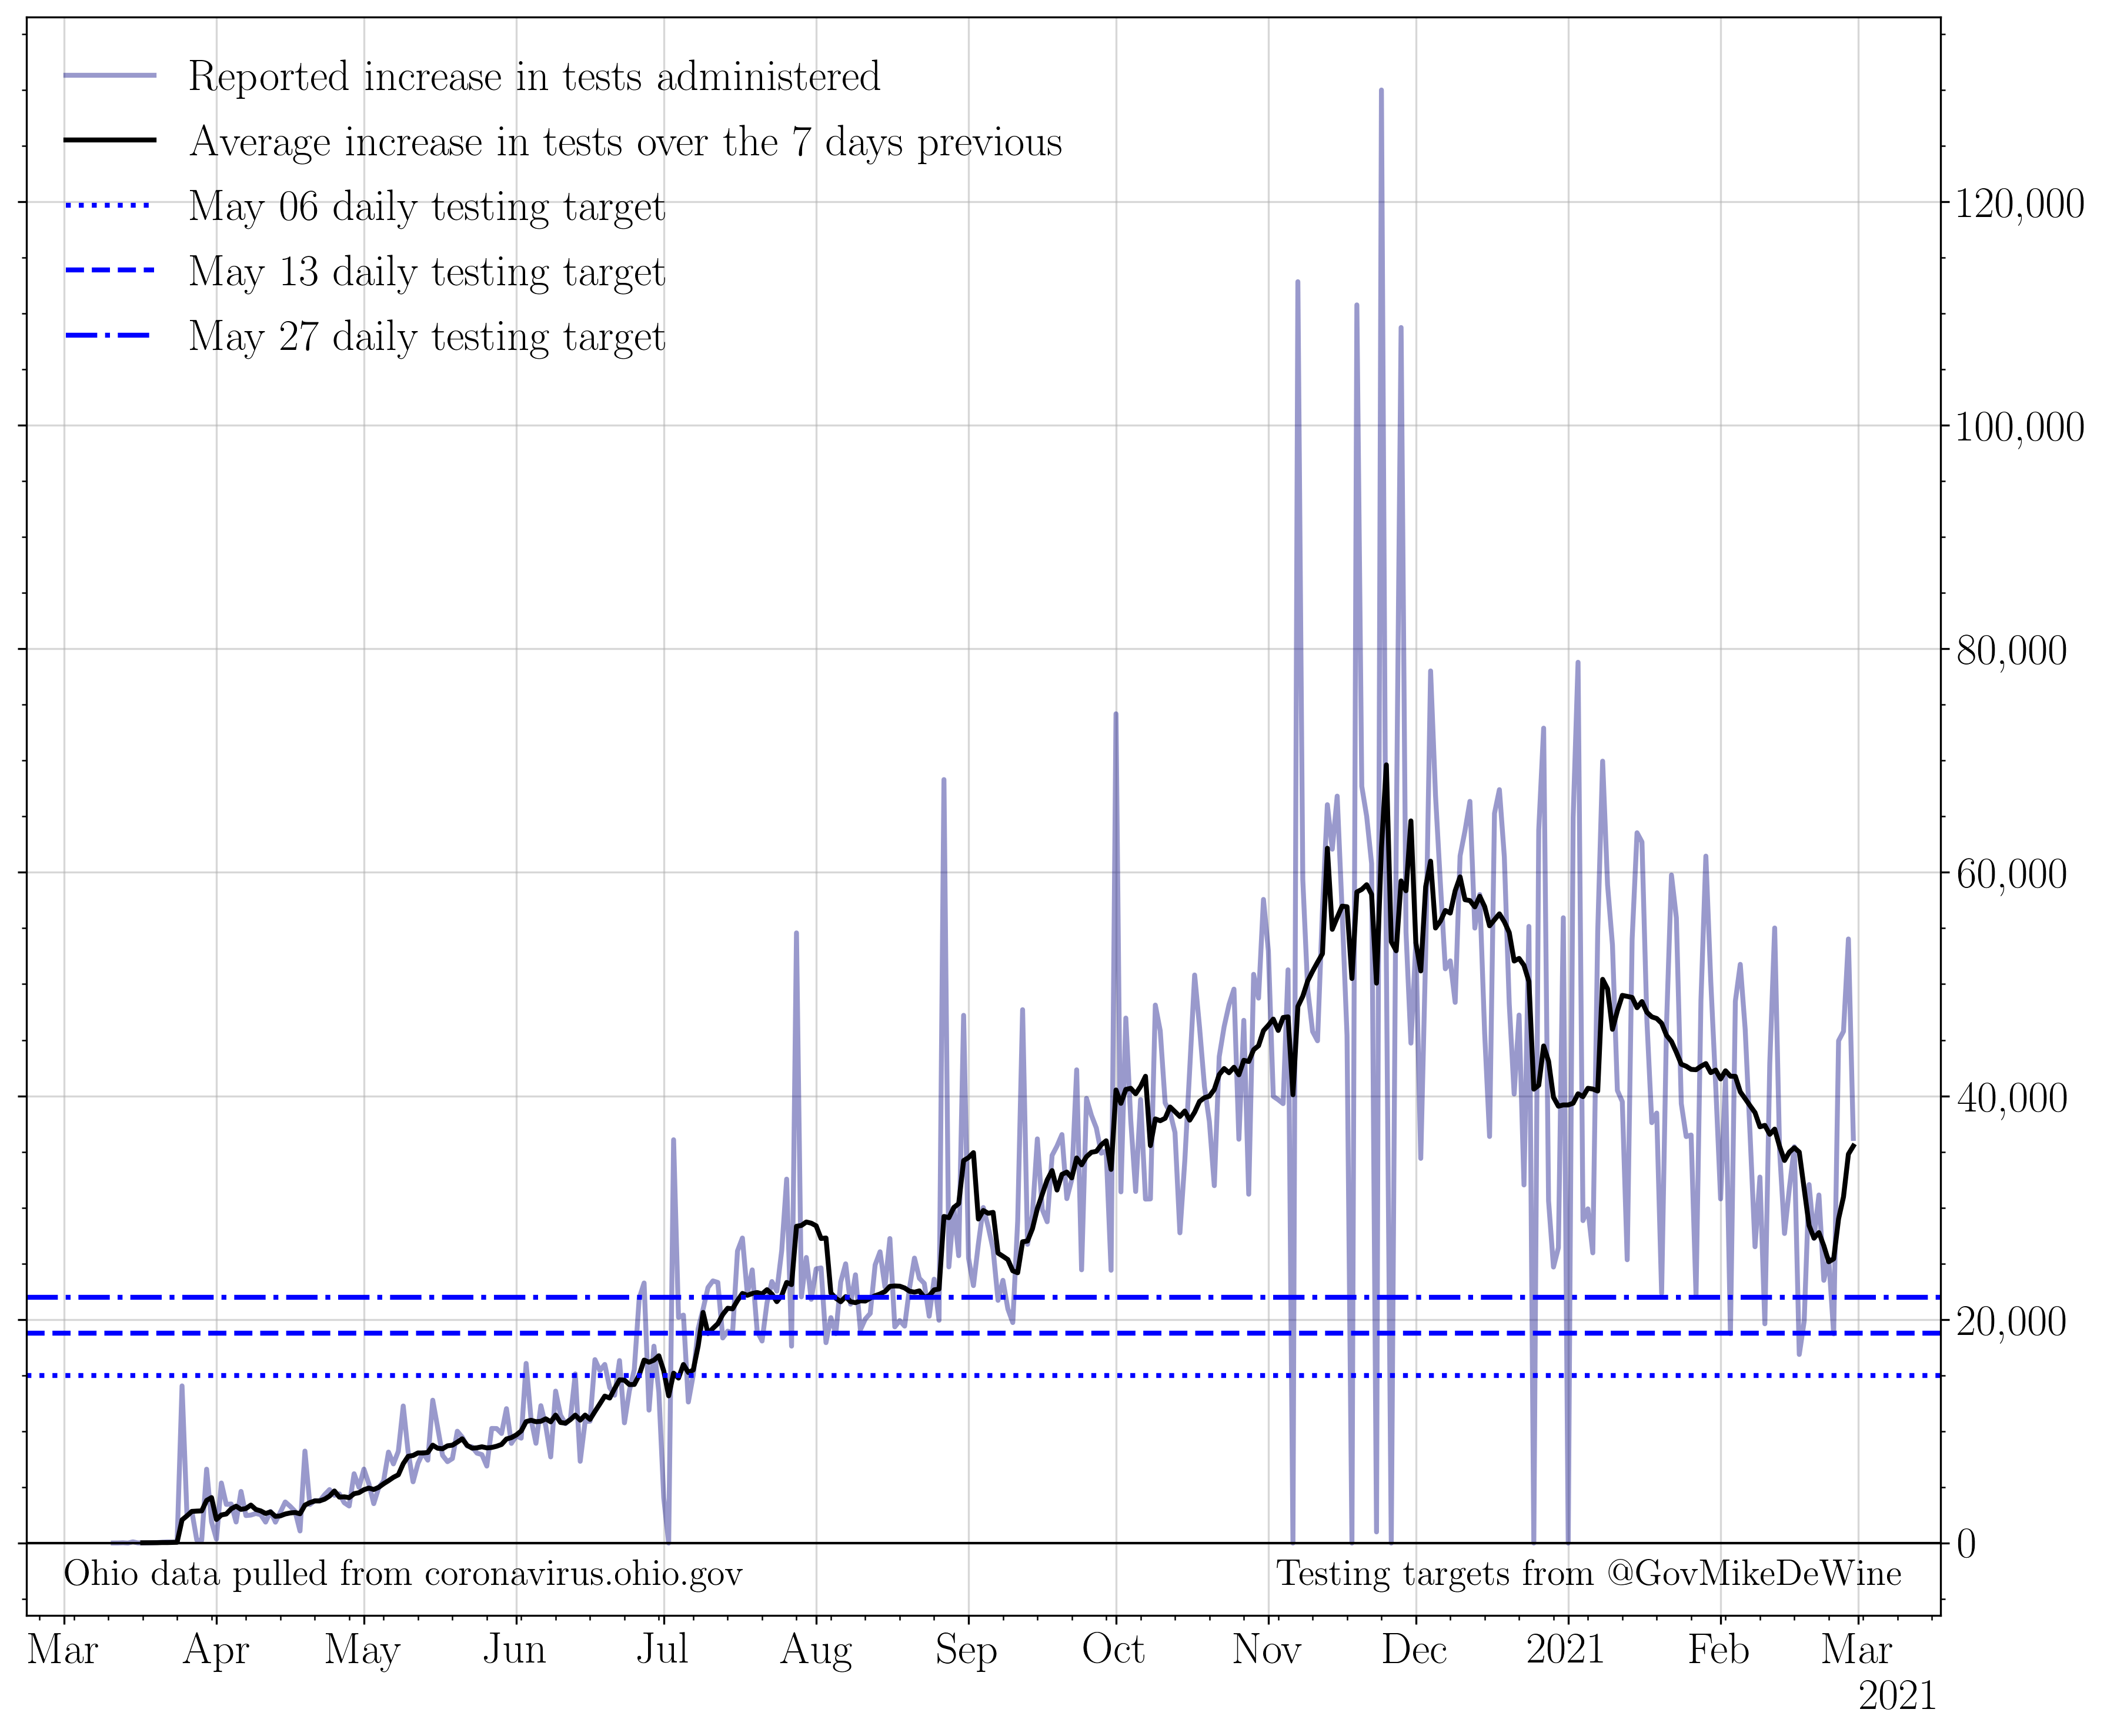 Reported increase in tests administered
Average increase in tests over the 7 days previous
May 06 daily testing target
May 13 daily testing target
May 27 daily testing target
120,000
100,000
80,000
60,000
40,000
20,000
0
Ohio data pulled from coronavirus.ohio.gov
Testing targets from @GovMikeDeWine
Mar Apr May Jun Jul Aug Sep Oct Nov Dec 2021 Feb Mar
2021